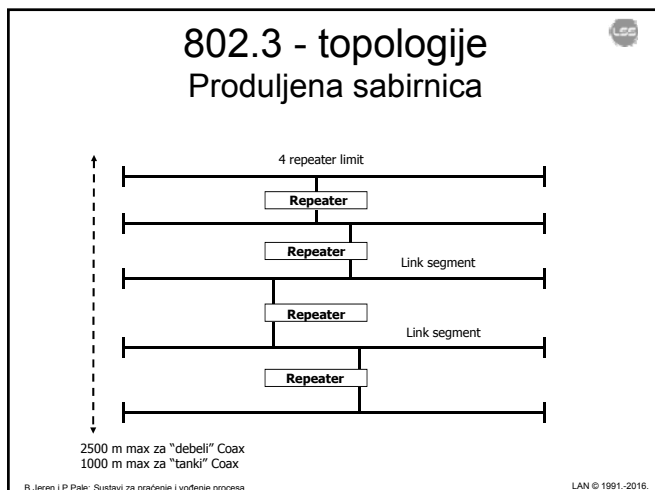 802.3 - topologije
Produljena sabirnica
LSS
4 repeater limit
Repeater
Repeater
Link segment
Repeater
Link segment
Repeater
2500 m max za “debeli” Coax
1000 m max za “tanki” Coax
B.Jeren i P.Pale: Sustavi za praćenje i vođenje procesa
LAN © 1991.-2016.